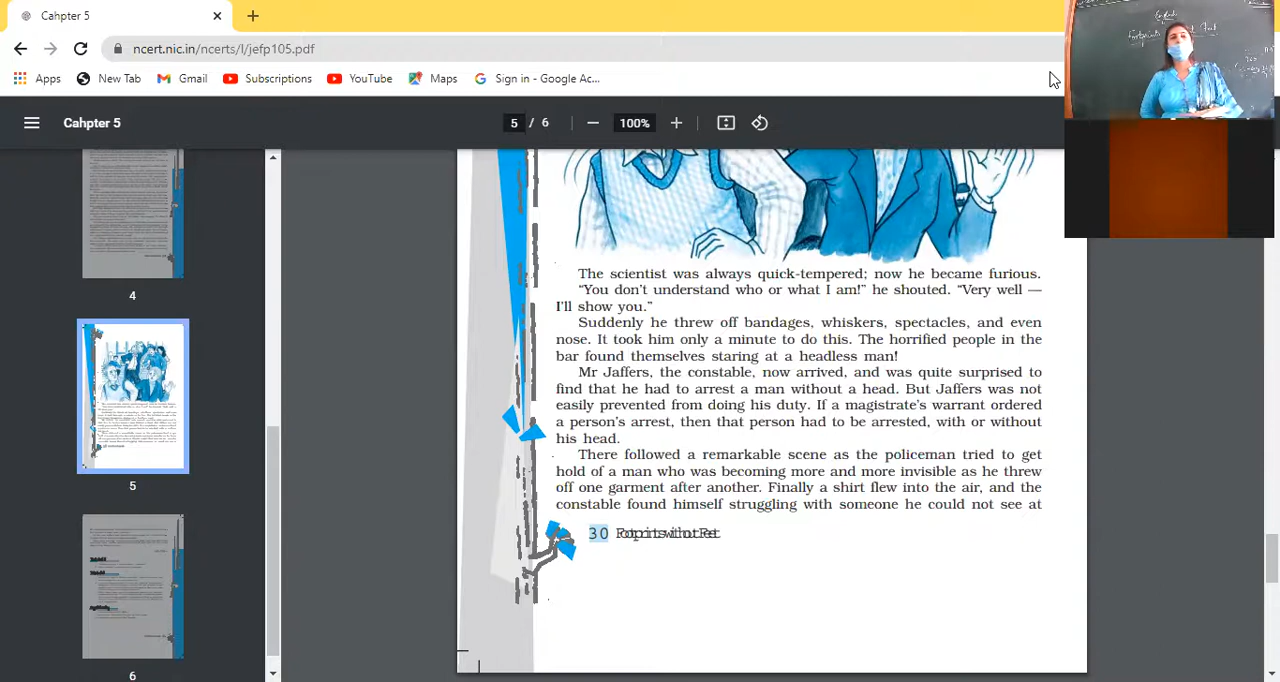 Cahpter 5
ncert.nic.in/ncerts/l/jefp105.pdf
Apps New Tab Gmail Subscriptions YouTube Maps Sign in - Google Ac...
Cahpter 5 5 / 6 100%
English
Footprints
4
5
6
The scientist was always quick-tempered; now he became furious.
“You don’t understand who or what I am!” he shouted. “Very well —
I’ll show you.”
Suddenly he threw off bandages, whiskers, spectacles, and even
nose. It took him only a minute to do this. The horrified people in the
bar found themselves staring at a headless man!
Mr Jaffers, the constable, now arrived, and was quite surprised to
find that he had to arrest a man without a head. But Jaffers was not
easily prevented from doing his duty. If a magistrate’s warrant ordered
a person’s arrest, then that person had to be arrested, with or without
his head.
There followed a remarkable scene as the policeman tried to get
hold of a man who was becoming more and more invisible as he threw
off one garment after another. Finally a shirt flew into the air, and the
constable found himself struggling with someone he could not see at
30